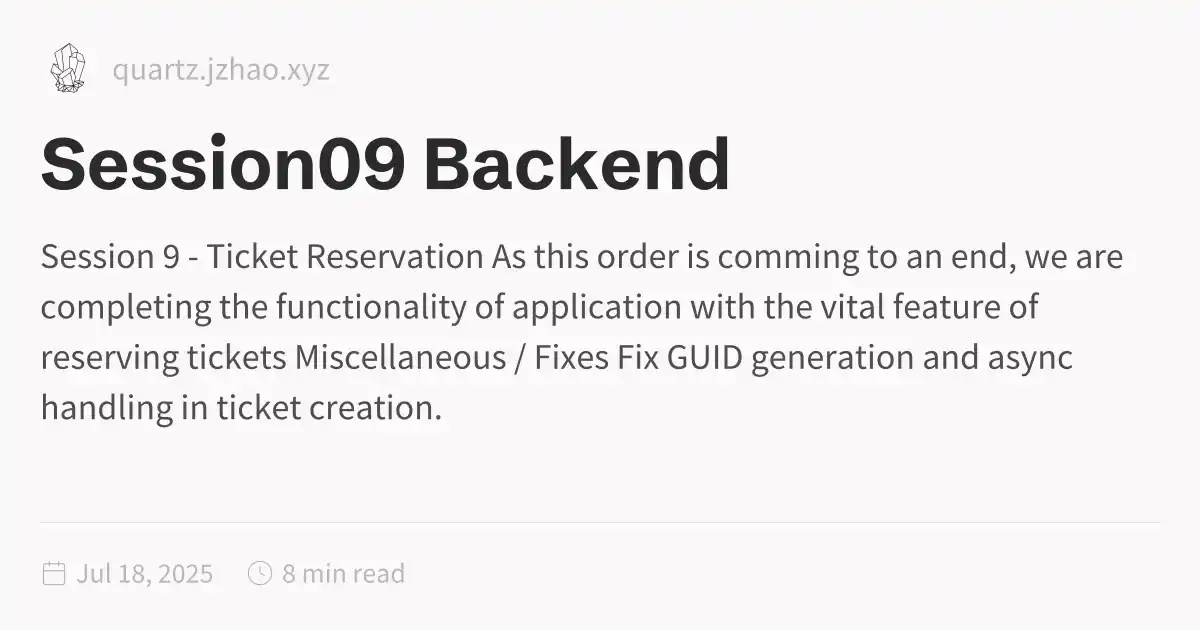 quartz.jzhao.xyz
Session09 Backend
Session 9 - Ticket Reservation As this order is comming to an end, we are
completing the functionality of application with the vital feature of
reserving tickets Miscellaneous / Fixes Fix GUID generation and async
handling in ticket creation.
Jul 18, 2025 8 min read